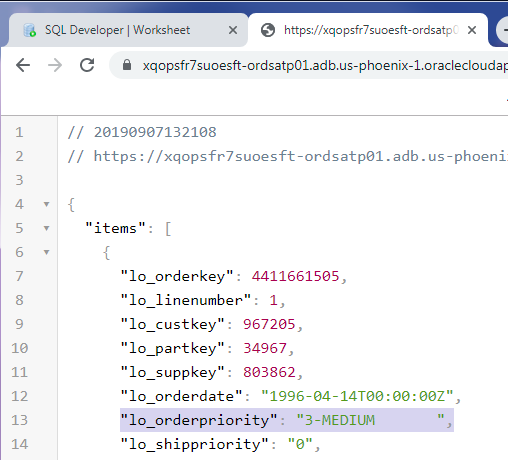 SQL Developer | Worksheet
https://xqopsfr7suoesft-ordsatp0
xqopsfr7suoesft-ordsatp01.adb.us-phoenix-1.oraclecloudap
1 // 20190907132108
2 // https://xqopsfr7suoesft-ordsatp01.adb.us-phoeni
3
4 {
5 "items": [
6 {
7 "lo_orderkey": 4411661505,
8 "lo_linenumber": 1,
9 "lo_custkey": 967205,
10 "lo_partkey": 34967,
11 "lo_suppkey": 803862,
12 "lo_orderdate": "1996-04-14T00:00:00Z",
13 "lo_orderpriority": "3-MEDIUM       ",
14 "lo_shippriority": "0",